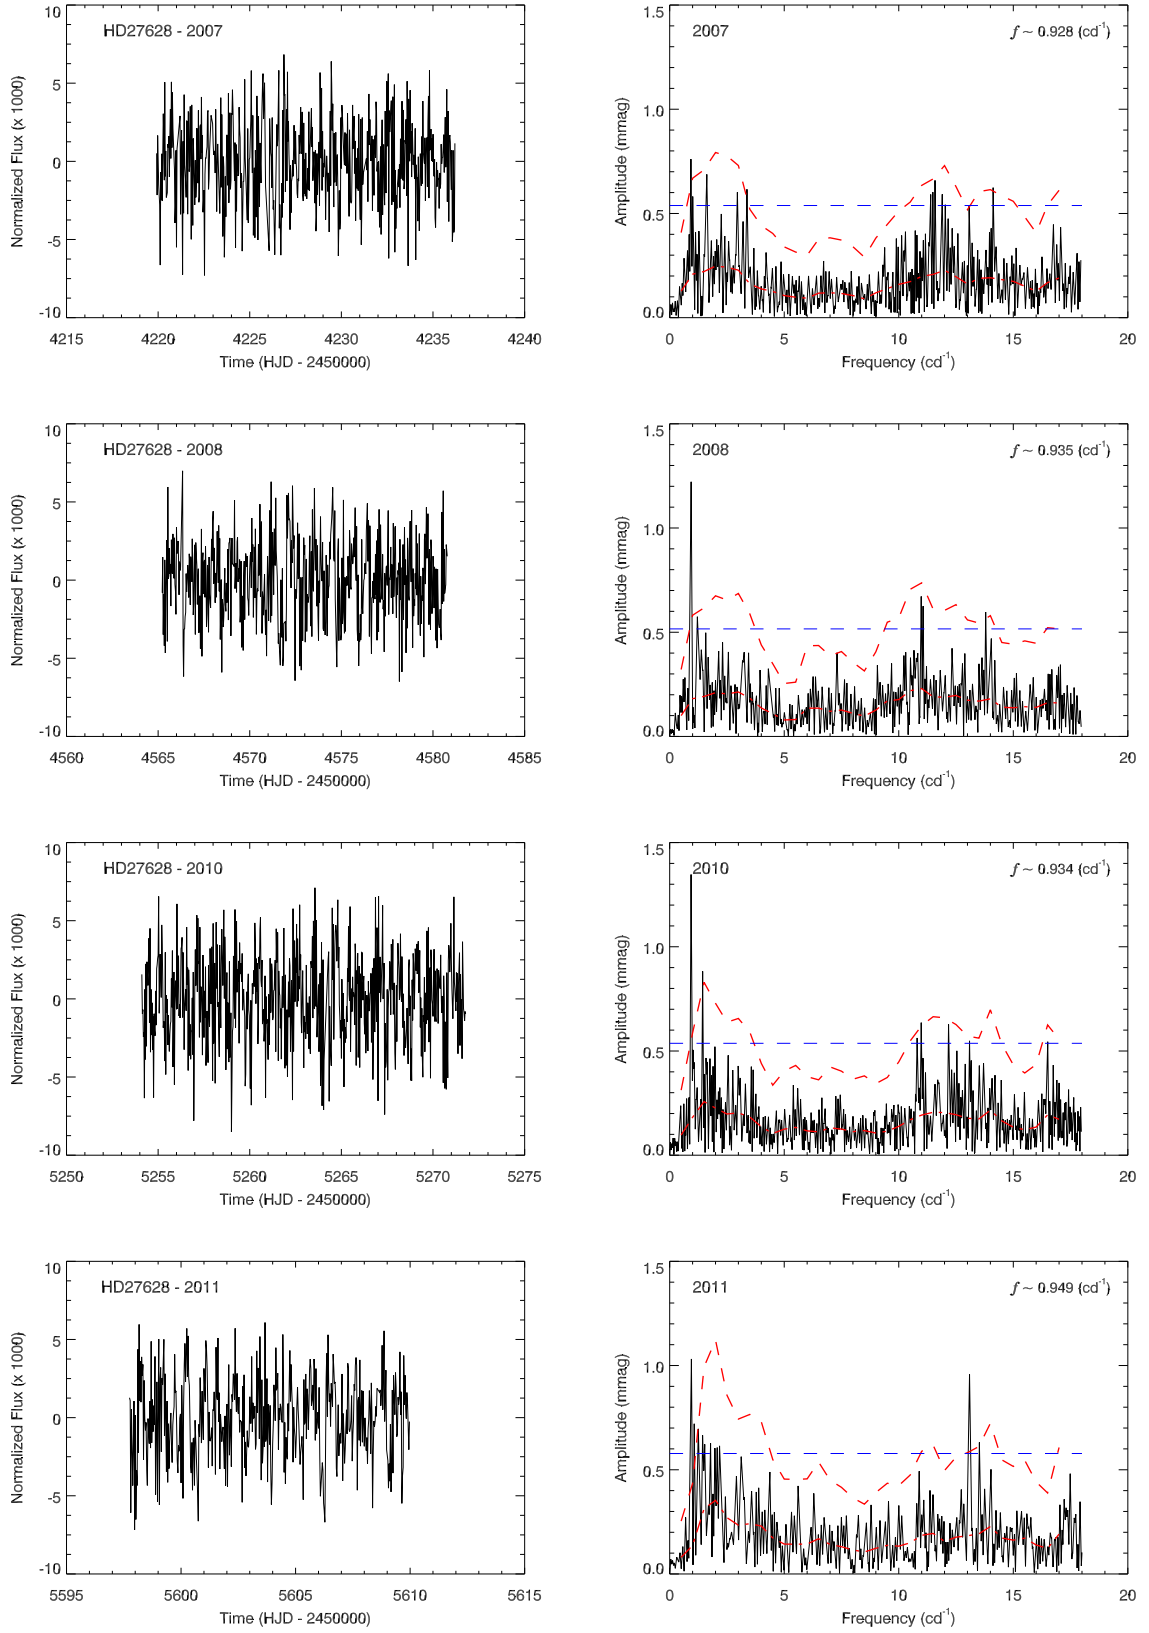 HD27628 - 2007
Normalized Flux (x 1000)
10
5
0
-5
-10
4215 4220 4225 4230 4235 4240
Time (HJD - 2450000)
2007
f ~ 0.928 (cd-1)
Amplitude (mmag)
1.5
1.0
0.5
0.0
0 5 10 15 20
Frequency (cd-1)
HD27628 - 2008
Normalized Flux (x 1000)
10
5
0
-5
-10
4560 4565 4570 4575 4580 4585
Time (HJD - 2450000)
2008
f ~ 0.935 (cd-1)
Amplitude (mmag)
1.5
1.0
0.5
0.0
0 5 10 15 20
Frequency (cd-1)
HD27628 - 2010
Normalized Flux (x 1000)
10
5
0
-5
-10
5250 5255 5260 5265 5270 5275
Time (HJD - 2450000)
2010
f ~ 0.934 (cd-1)
Amplitude (mmag)
1.5
1.0
0.5
0.0
0 5 10 15 20
Frequency (cd-1)
HD27628 - 2011
Normalized Flux (x 1000)
10
5
0
-5
-10
5595 5600 5605 5610 5615
Time (HJD - 2450000)
2011
f ~ 0.949 (cd-1)
Amplitude (mmag)
1.5
1.0
0.5
0.0
0 5 10 15 20
Frequency (cd-1)